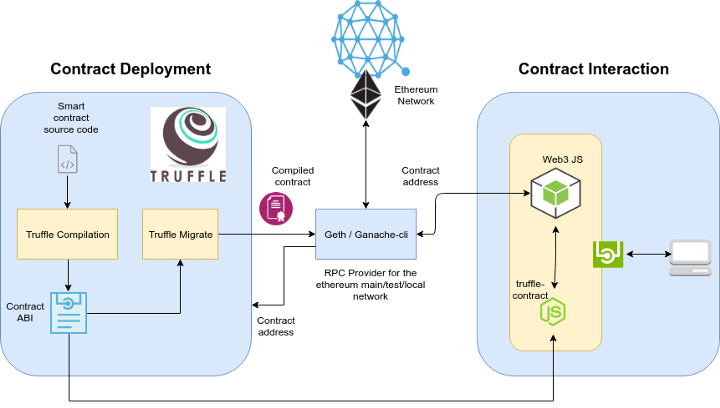 Contract Deployment
Contract Interaction
Ethereum
Network
Smart
contract
source code
TRUFFLE
Compiled
contract
Contract
address
Web3 JS
Truffle Compilation
Truffle Migrate
Geth / Ganache-cli
RPC Provider for the
ethereum main/test/local
network
truffle-
contract
JS
Contract
ABI
Contract
address